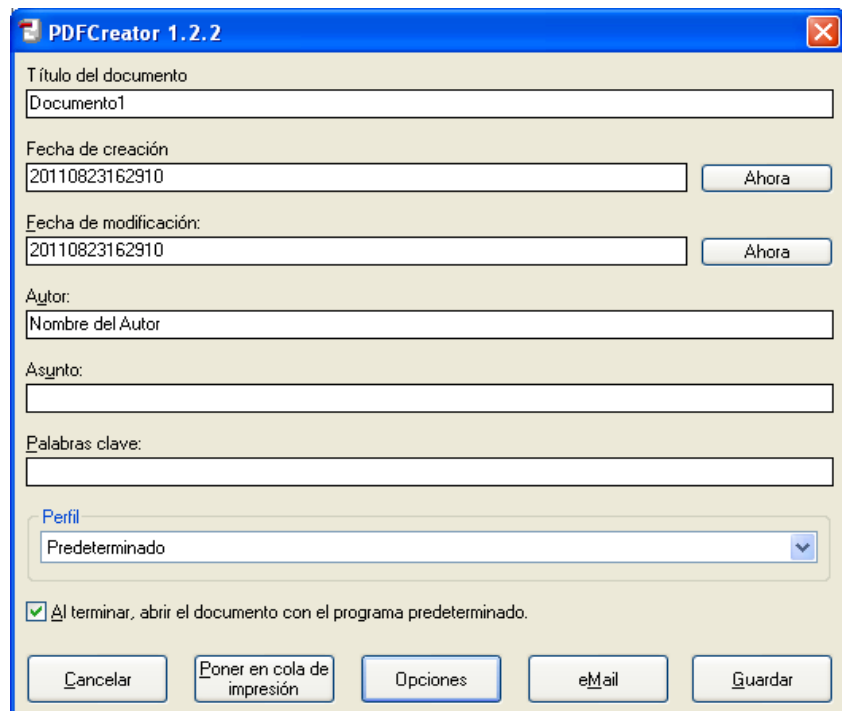 PDFCreator 1.2.2
Título del documento
Documento1
Fecha de creación
20110823162910
Ahora
Fecha de modificación:
20110823162910
Ahora
Autor:
Nombre del Autor
Asunto:
Palabras clave:
Perfil
Predeterminado
Al terminar, abrir el documento con el programa predeterminado.
Cancelar
Poner en cola de
impresión
Opciones
eMail
Guardar